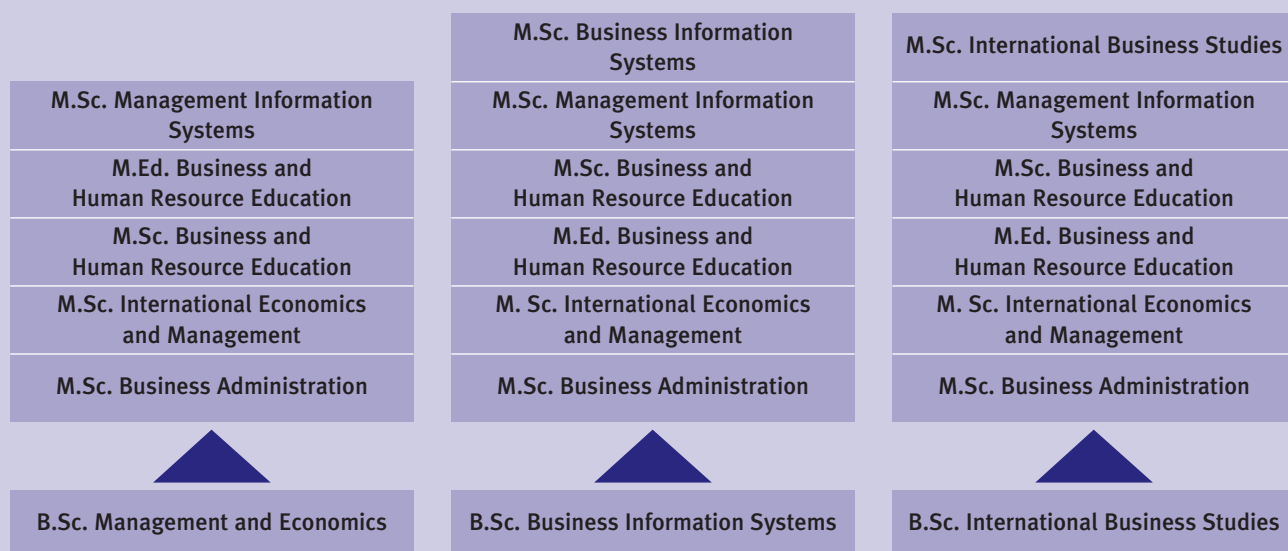 M.Sc. Management Information
Systems
M.Ed. Business and
Human Resource Education
M.Sc. Business and
Human Resource Education
M.Sc. International Economics
and Management
M.Sc. Business Administration
B.Sc. Management and Economics
M.Sc. Business Information
Systems
M.Sc. Management Information
Systems
M.Sc. Business and
Human Resource Education
M.Ed. Business and
Human Resource Education
M. Sc. International Economics
and Management
M.Sc. Business Administration
B.Sc. Business Information Systems
M.Sc. International Business Studies
M.Sc. Management Information
Systems
M.Sc. Business and
Human Resource Education
M.Ed. Business and
Human Resource Education
M. Sc. International Economics
and Management
M.Sc. Business Administration
B.Sc. International Business Studies